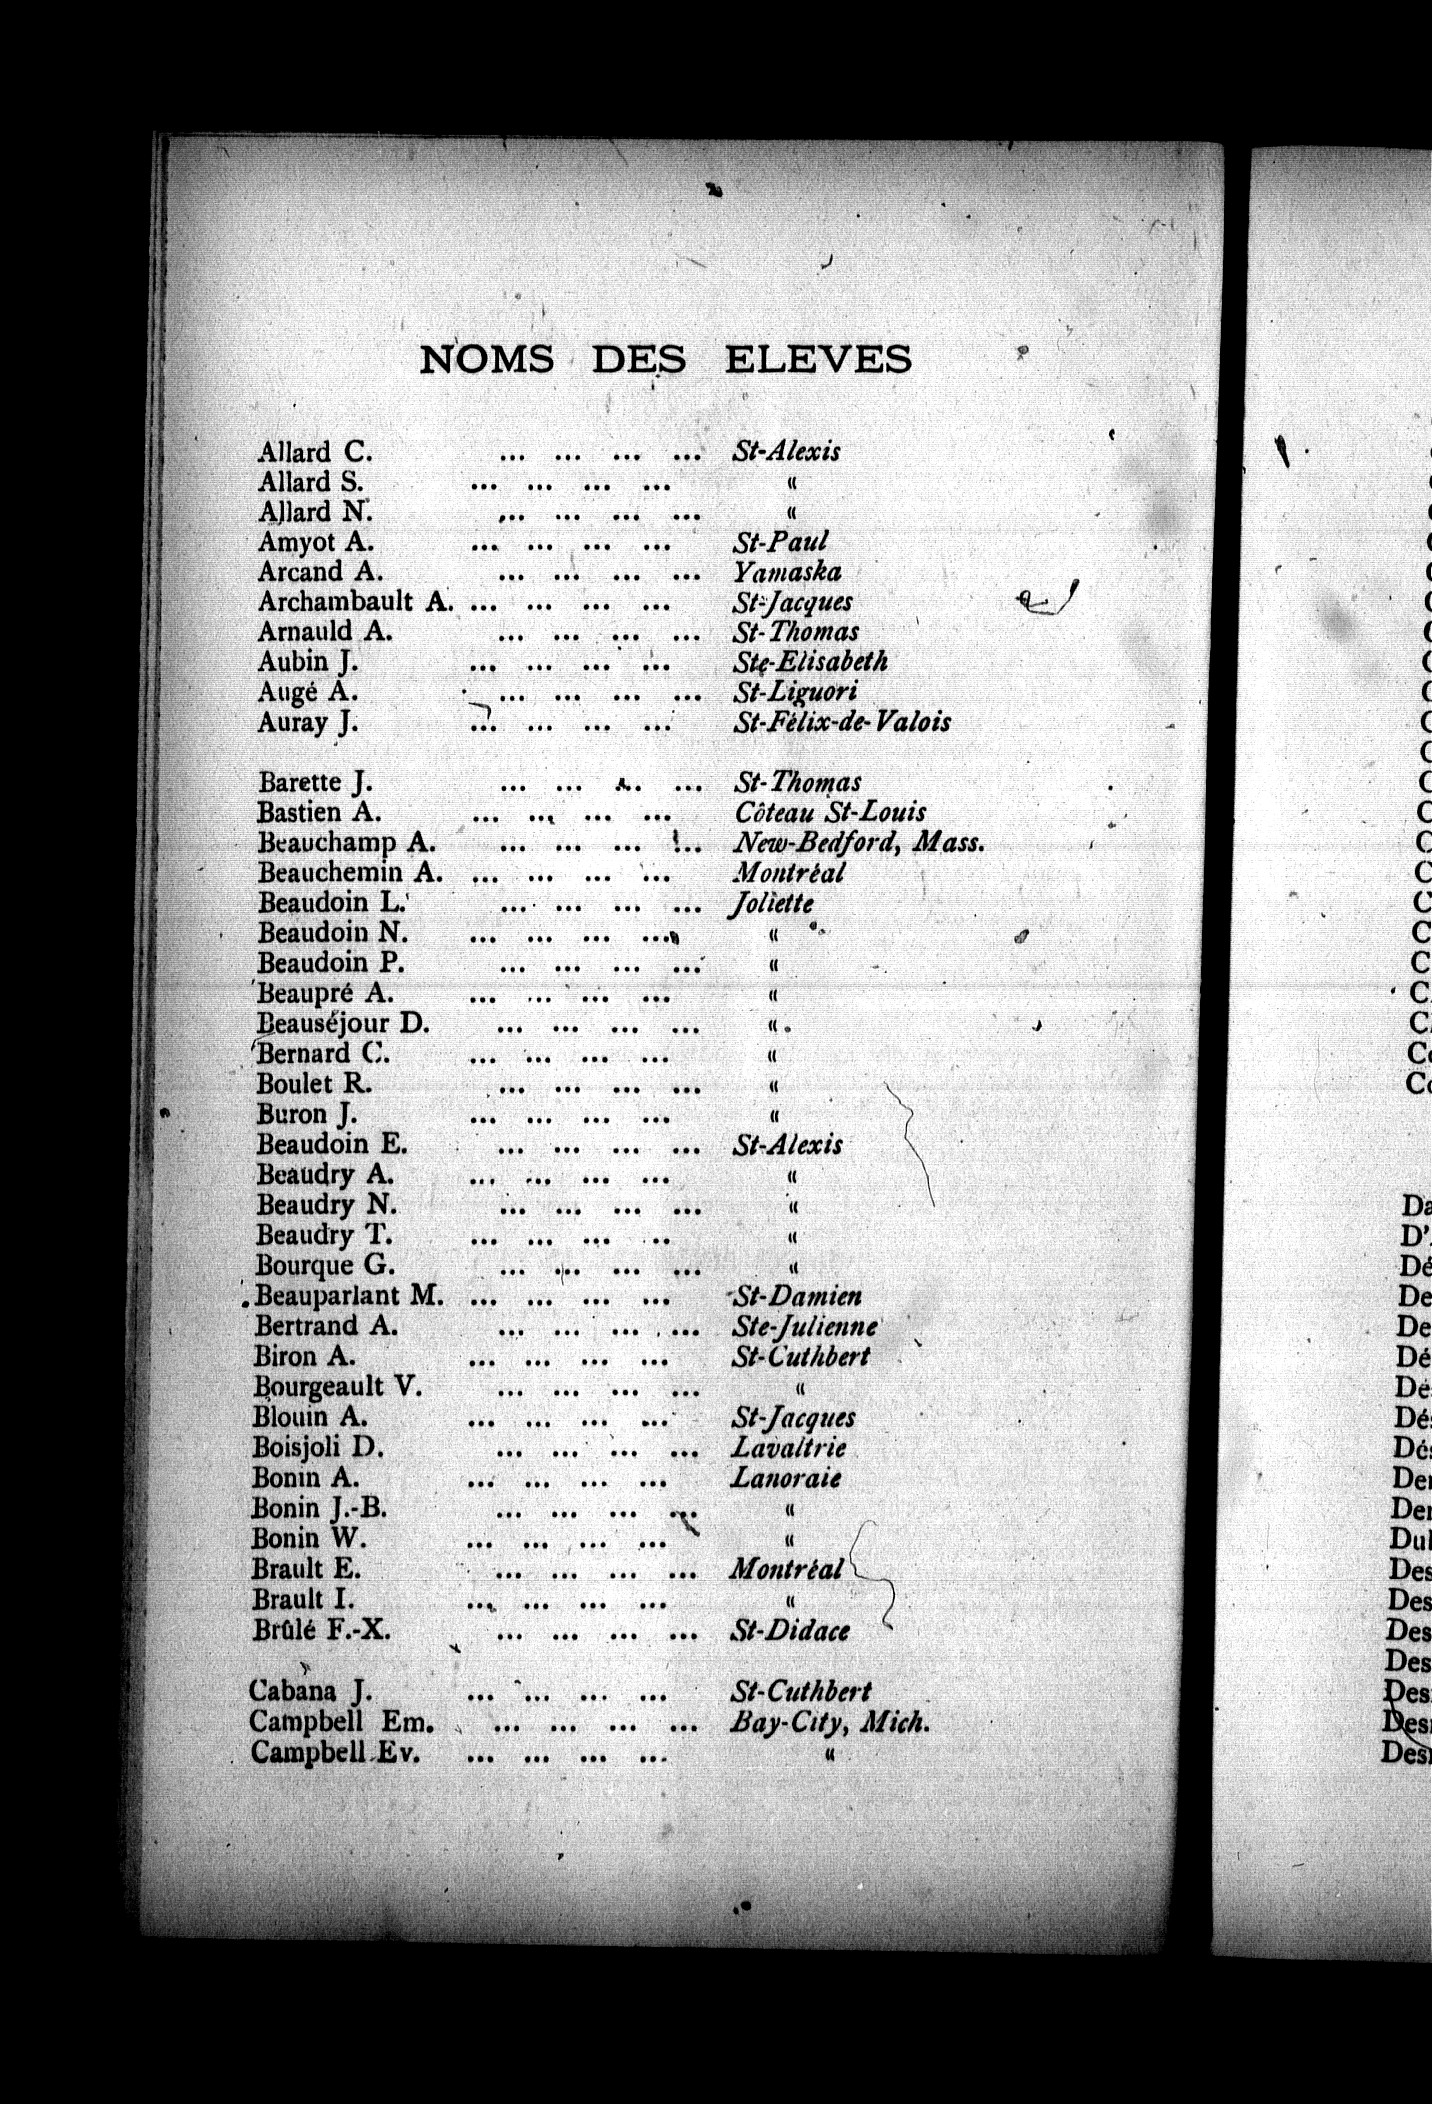 NOMS DES ELEVES
Allard C. ... ... ... ... St-Alexis
Allard S. ... ... ... ... "
Allard N. ... ... ... ... "
Amyot A. ... ... ... ... St-Paul
Arcand A. ... ... ... ... Yamaska
Archambault A. ... ... ... ... St-Jacques
Arnauld A. ... ... ... ... St-Thomas
Aubin J. ... ... ... ... Ste-Elisabeth
Augé A. ... ... ... ... St-Liguori
Auray J. ... ... ... ... St-Félix-de-Valois
Barette J. ... ... ... ... St-Thomas
Bastien A. ... ... ... ... Côteau St-Louis
Beauchamp A. ... ... ... ... New-Bedford, Mass.
Beauchemin A. ... ... ... ... Montréal
Beaudoin L. ... ... ... ... Joliette
Beaudoin N. ... ... ... ... "
Beaudoin P. ... ... ... ... "
Beaupré A. ... ... ... ... "
Beauséjour D. ... ... ... ... "
Bernard C. ... ... ... ... "
Boulet R. ... ... ... ... "
Buron J. ... ... ... ... "
Beaudoin E. ... ... ... ... St-Alexis
Beaudry A. ... ... ... ... "
Beaudry N. ... ... ... ... "
Beaudry T. ... ... ... ... "
Bourque G. ... ... ... ... "
Beauparlant M. ... ... ... ... St-Damien
Bertrand A. ... ... ... ... Ste-Julienne
Biron A. ... ... ... ... St-Cuthbert
Bourgeault V. ... ... ... ... "
Blouin A. ... ... ... ... St-Jacques
Boisjoli D. ... ... ... ... Lavaltrie
Bonin A. ... ... ... ... Lanoraie
Bonin J.-B. ... ... ... ... "
Bonin W. ... ... ... ... "
Brault E. ... ... ... ... Montréal
Brault I. ... ... ... ... "
Brûlé F.-X. ... ... ... ... St-Didace
Cabana J. ... ... ... ... St-Cuthbert
Campbell Em. ... ... ... ... Bay-City, Mich.
Campbell Ev. ... ... ... ... "